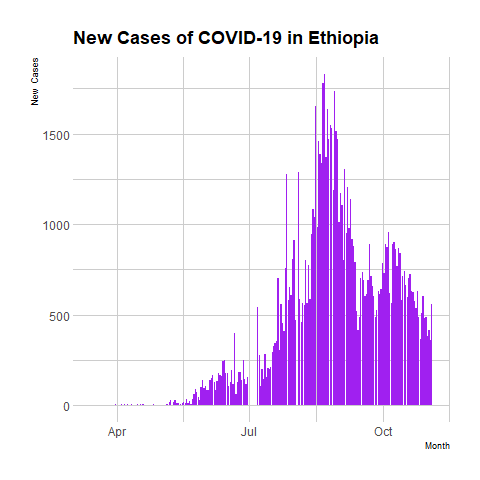 New Cases of COVID-19 in Ethiopia
New Cases
1500
1000
500
0
Apr Jul Oct
Month